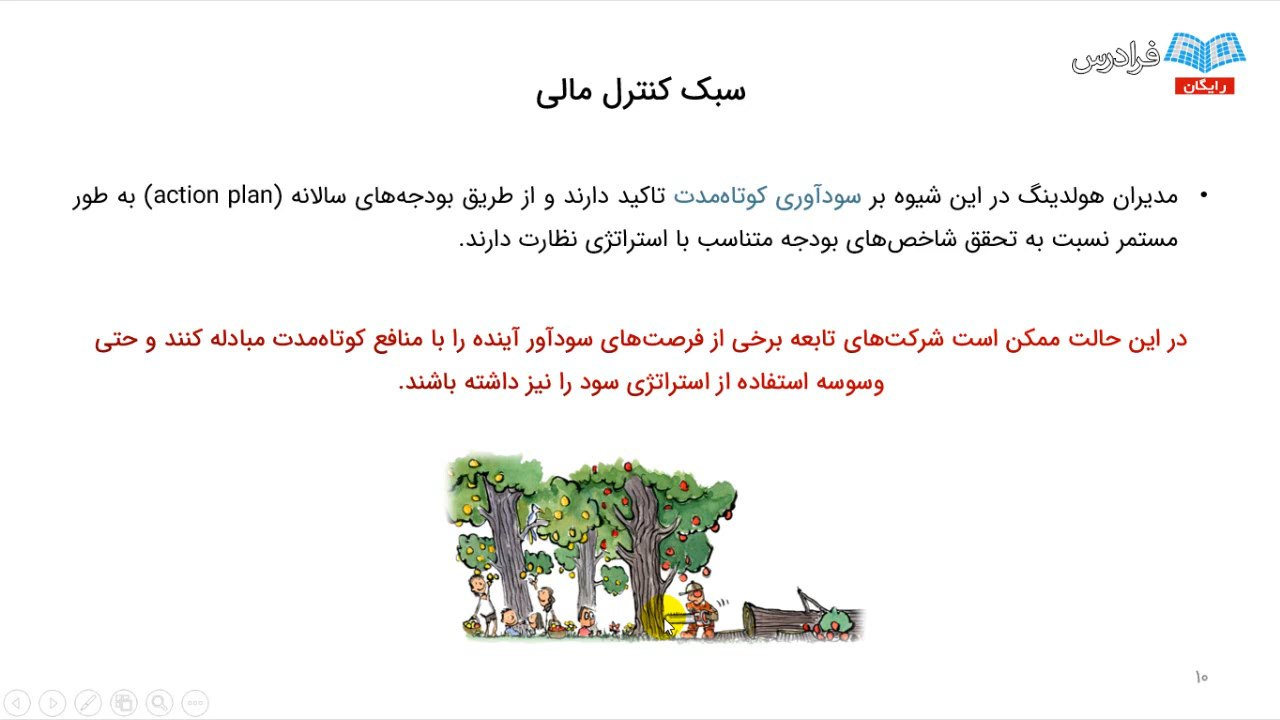 فرادرس
رایگان
سبک کنترل مالی
• مدیران هولدینگ در این شیوه بر سودآوری کوتاه‌مدت تاکید دارند و از طریق بودجه‌های سالانه (action plan) به طور
مستمر نسبت به تحقق شاخص‌های بودجه متناسب با استراتژی نظارت دارند.
در این حالت ممکن است شرکت‌های تابعه برخی از فرصت‌های سودآور آینده را با منافع کوتاه‌مدت مبادله کنند و حتی
وسوسه استفاده از استراتژی سود را نیز داشته باشند.
۱۰